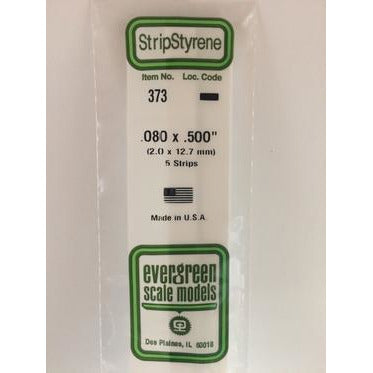 StripStyrene
Item No. Loc. Code
373
.080 x .500"
(2.0 x 12.7 mm)
5 Strips
Made in U.S.A.
evergreen
scale models
Des Plaines, IL 60018